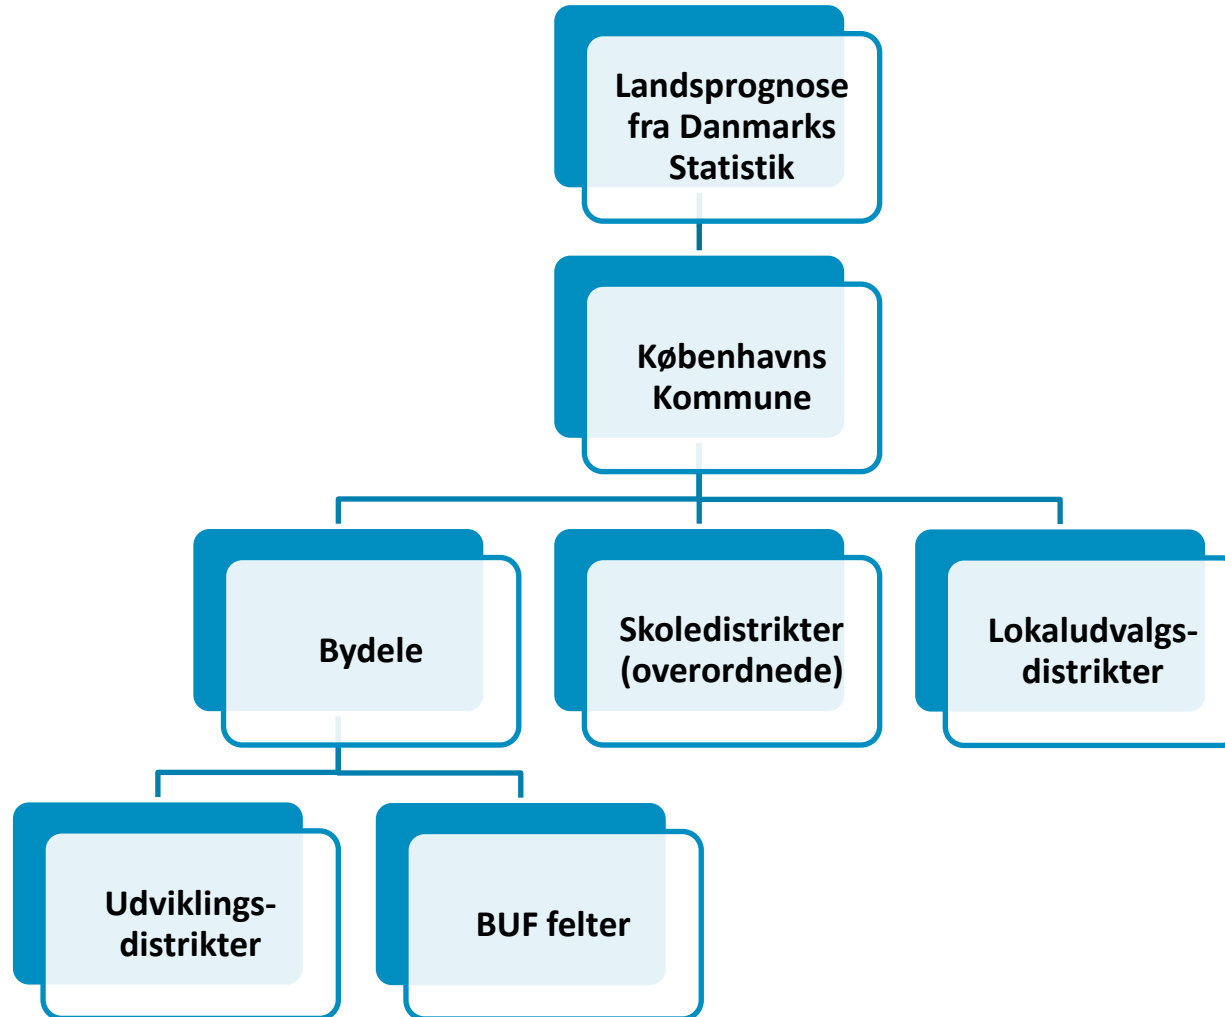 Landsprognose
fra Danmarks
Statistik
Københavns
Kommune
Bydele
Skoledistrikter
(overordnede)
Lokaludvalgs-
distrikter
Udviklings-
distrikter
BUF felter